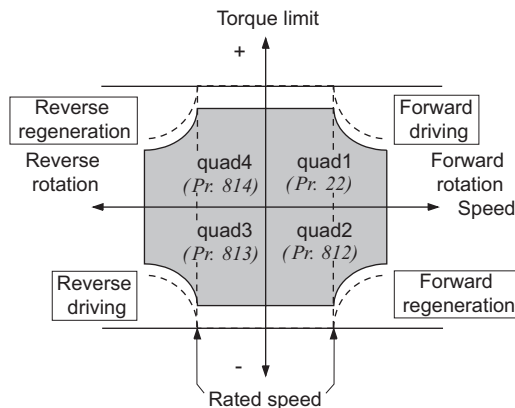 Torque limit
+
Reverse
regeneration
Forward
driving
Reverse
rotation
quad4
(Pr. 814)
quad1
(Pr. 22)
Forward
rotation
Speed
quad3
(Pr. 813)
quad2
(Pr. 812)
Reverse
driving
Forward
regeneration
-
Rated speed